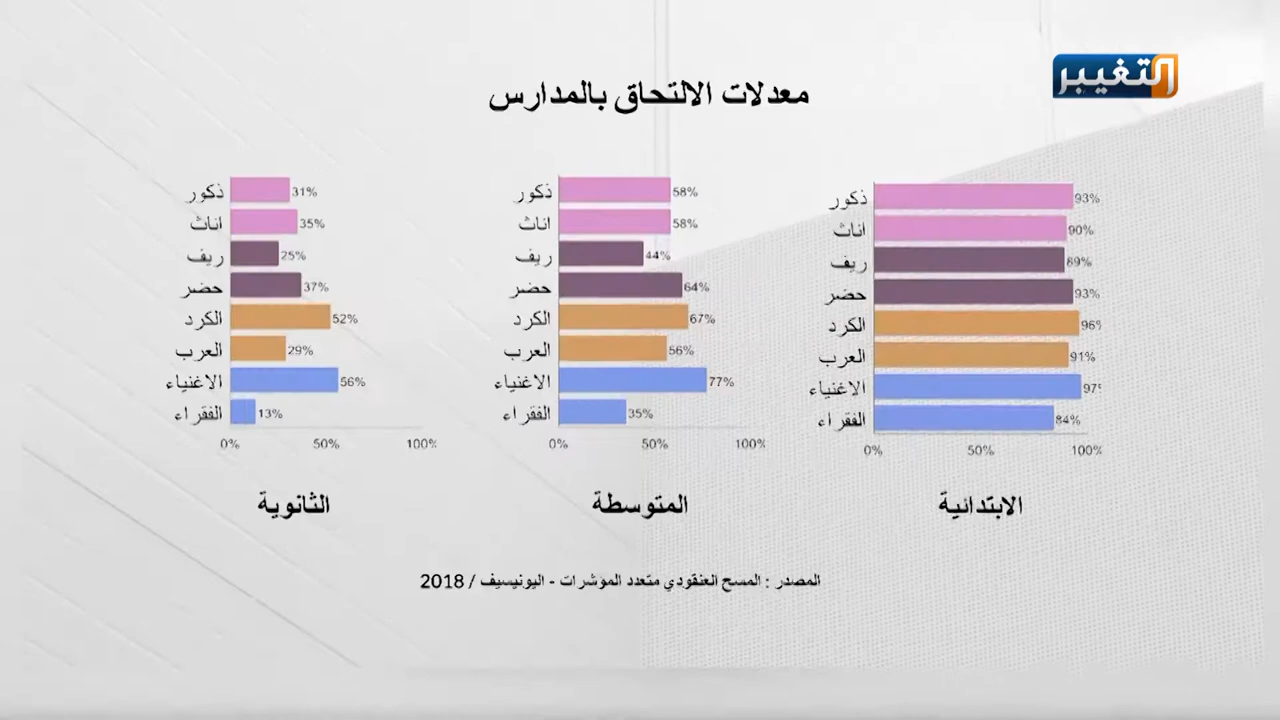 التغيير
معدلات الالتحاق بالمدارس
ذكور 93%
اناث 90%
ريف 89%
حضر 93%
الكرد 96%
العرب 91%
الاغنياء 97%
الفقراء 84%
0% 50% 100%
الابتدائية
ذكور 58%
اناث 58%
ريف 44%
حضر 64%
الكرد 67%
العرب 56%
الاغنياء 77%
الفقراء 35%
0% 50% 100%
المتوسطة
ذكور 31%
اناث 35%
ريف 25%
حضر 37%
الكرد 52%
العرب 29%
الاغنياء 56%
الفقراء 13%
0% 50% 100%
الثانوية
المصدر : المسح العنقودي متعدد المؤشرات - اليونيسيف / 2018